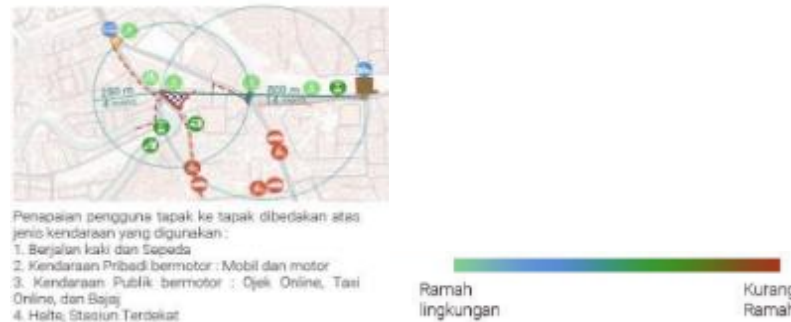 800 m
14 mins
Penapaian pengguna tapak ke tapak dibedakan atas
jenis kendaraan yang digunakan :
1. Berjalan kaki dan Sepeda
2. Kendaraan Pribadi bermotor : Mobil dan motor
3. Kendaraan Publik bermotor : Ojek Online, Taxi
Online, dan Bajaj
4. Halte, Stasiun Terdekat
Ramah
lingkungan
Kurang
Ramah